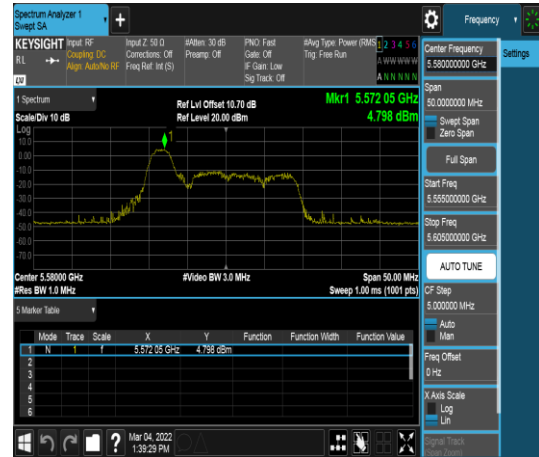 Spectrum Analyzer 1
Swept SA
Frequency
KEYSIGHT
RL
LXI
Input: RF
Coupling: DC
Align: Auto/No RF
Input Z: 50 Ω
Corrections: Off
Freq Ref: Int (S)
#Atten: 30 dB
Preamp: Off
PNO: Fast
Gate: Off
IF Gain: Low
Sig Track: Off
#Avg Type: Power (RMS
Trig: Free Run
1 2 3 4 5 6
A W W W W W
A N N N N N
1 Spectrum
Scale/Div 10 dB
Ref Lvl Offset 10.70 dB
Ref Level 20.00 dBm
Mkr1 5.572 05 GHz
4.798 dBm
Log
10.0
0.00
-10.0
-20.0
-30.0
-40.0
-50.0
-60.0
-70.0
1
Center 5.58000 GHz
#Res BW 1.0 MHz
#Video BW 3.0 MHz
Span 50.00 MHz
Sweep 1.00 ms (1001 pts)
5 Marker Table
Mode Trace Scale X Y Function Function Width Function Value
1 N 1 f 5.572 05 GHz 4.798 dBm
2
3
4
5
6
Mar 04, 2022
1:39:29 PM
Center Frequency
5.580000000 GHz
Settings
Span
50.0000000 MHz
Swept Span
Zero Span
Full Span
Start Freq
5.555000000 GHz
Stop Freq
5.605000000 GHz
AUTO TUNE
CF Step
5.000000 MHz
Auto
Man
Freq Offset
0 Hz
X Axis Scale
Log
Lin
Signal Track
(Span Zoom)